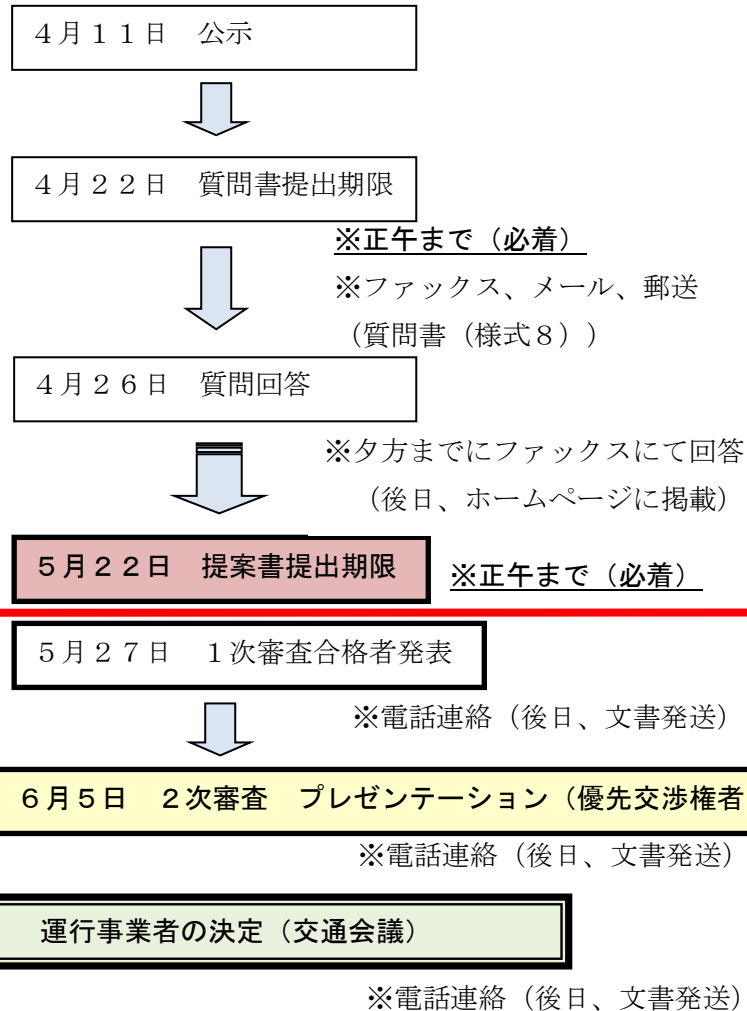 ４月１１日　公示
４月２２日　質問書提出期限
※正午まで（必着）
※ファックス、メール、郵送
（質問書（様式８））
４月２６日　質問回答
※夕方までにファックスにて回答
（後日、ホームページに掲載）
５月２２日　提案書提出期限
※正午まで（必着）
５月２７日　１次審査合格者発表
※電話連絡（後日、文書発送）
６月５日　２次審査　プレゼンテーション（優先交渉権者
※電話連絡（後日、文書発送）
運行事業者の決定（交通会議）
※電話連絡（後日、文書発送）